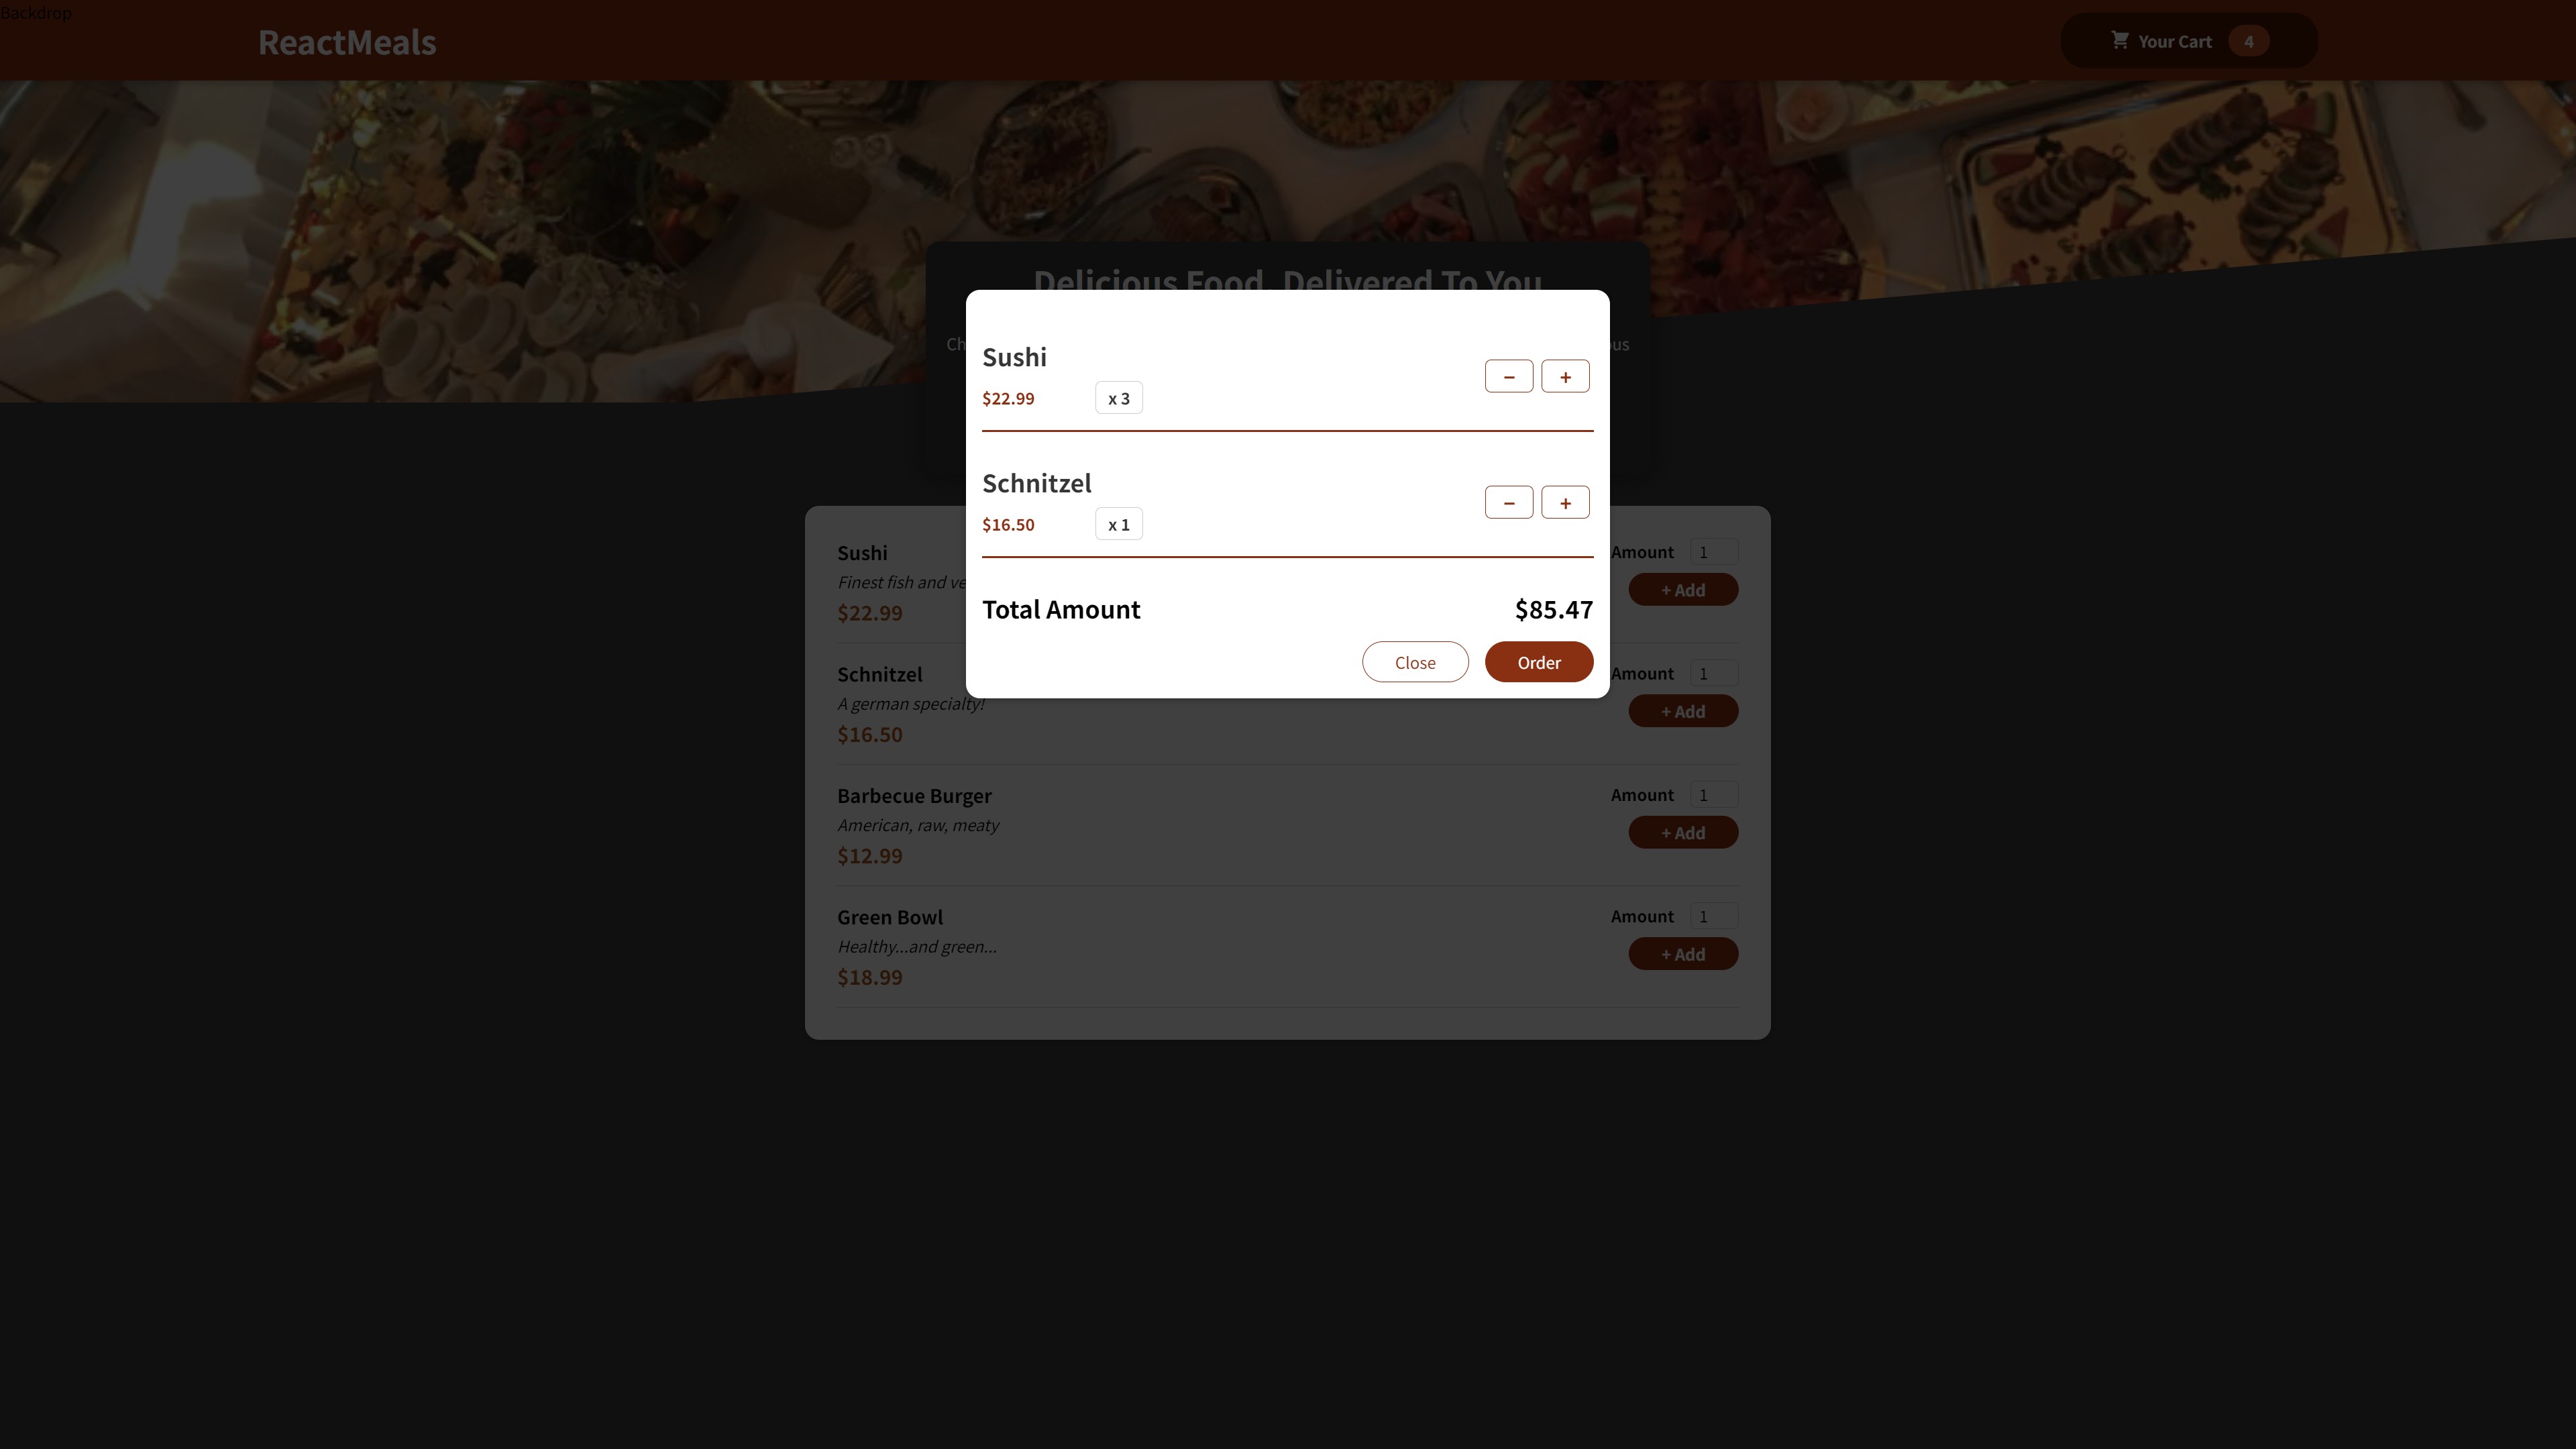 Backdrop
ReactMeals
Your Cart 4
Delicious Food, Delivered To You
Sushi
$22.99 x 3
− +
Schnitzel
$16.50 x 1
− +
Total Amount $85.47
Close Order
Sushi
Finest fish and ve
$22.99
Amount 1
+ Add
Schnitzel
A german specialty!
$16.50
Amount 1
+ Add
Barbecue Burger
American, raw, meaty
$12.99
Amount 1
+ Add
Green Bowl
Healthy...and green...
$18.99
Amount 1
+ Add